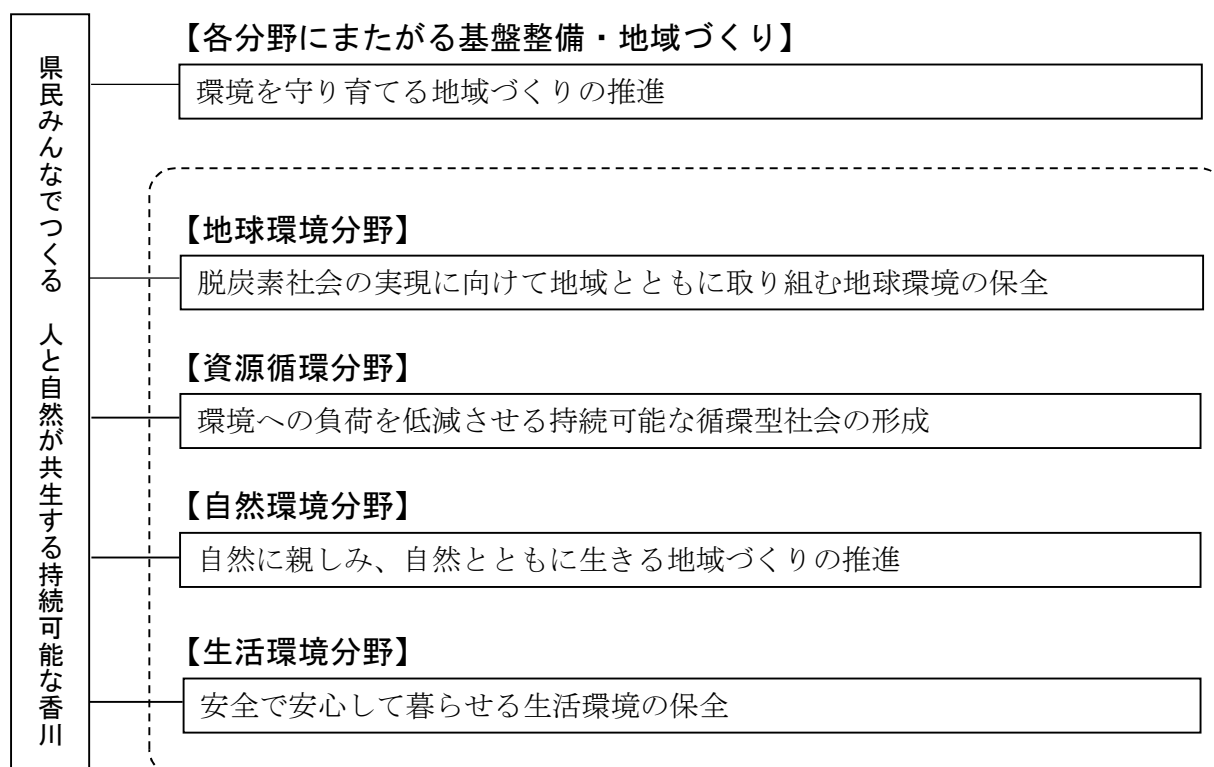 県民みんなでつくる　人と自然が共生する持続可能な香川
【各分野にまたがる基盤整備・地域づくり】
環境を守り育てる地域づくりの推進
【地球環境分野】
脱炭素社会の実現に向けて地域とともに取り組む地球環境の保全
【資源循環分野】
環境への負荷を低減させる持続可能な循環型社会の形成
【自然環境分野】
自然に親しみ、自然とともに生きる地域づくりの推進
【生活環境分野】
安全で安心して暮らせる生活環境の保全